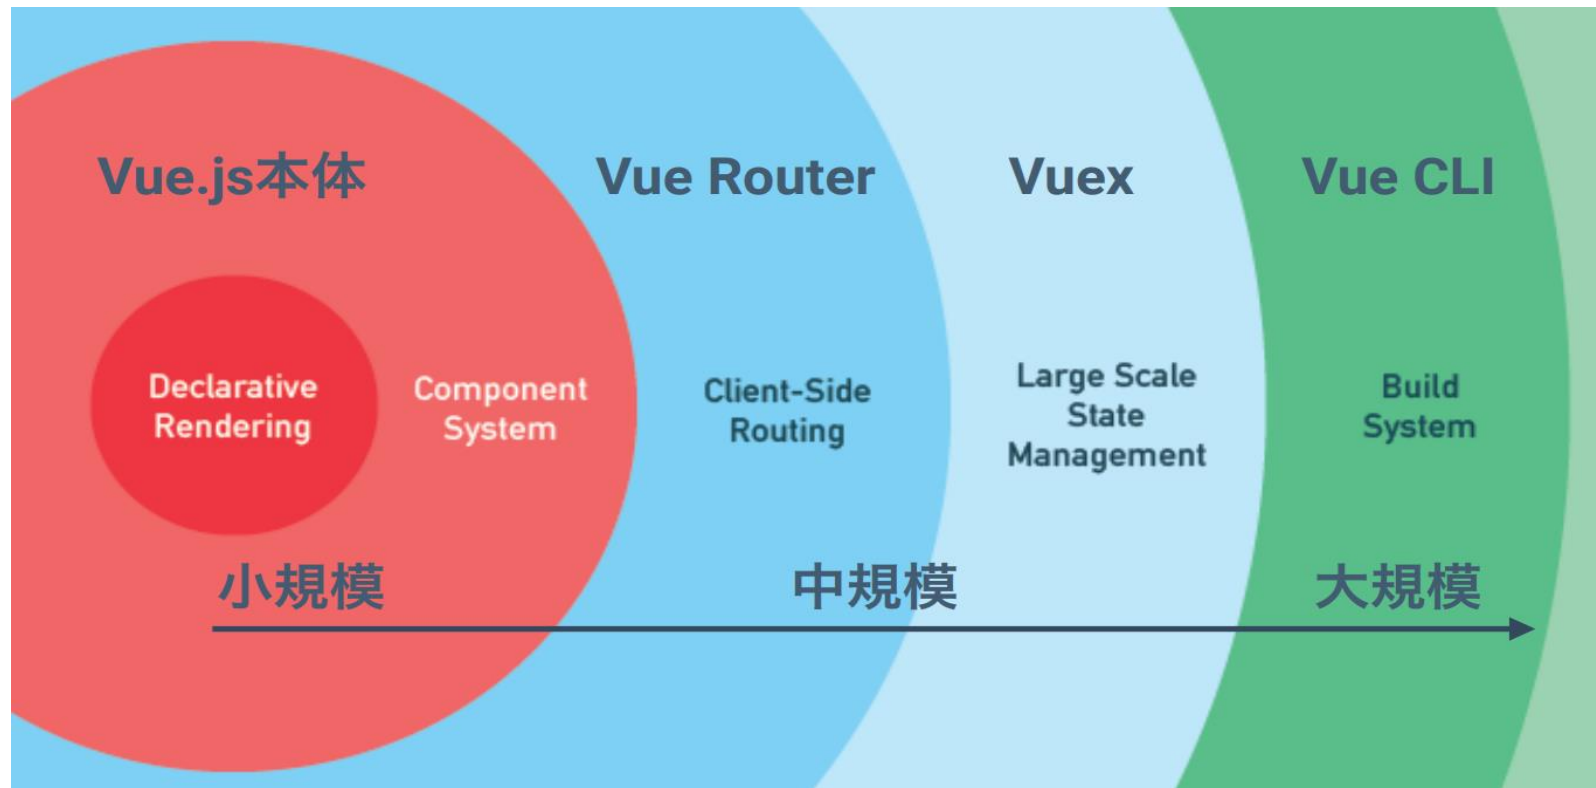 Vue.js本体
Vue Router
Vuex
Vue CLI
Declarative
Rendering
Component
System
Client-Side
Routing
Large Scale
State
Management
Build
System
小規模
中規模
大規模